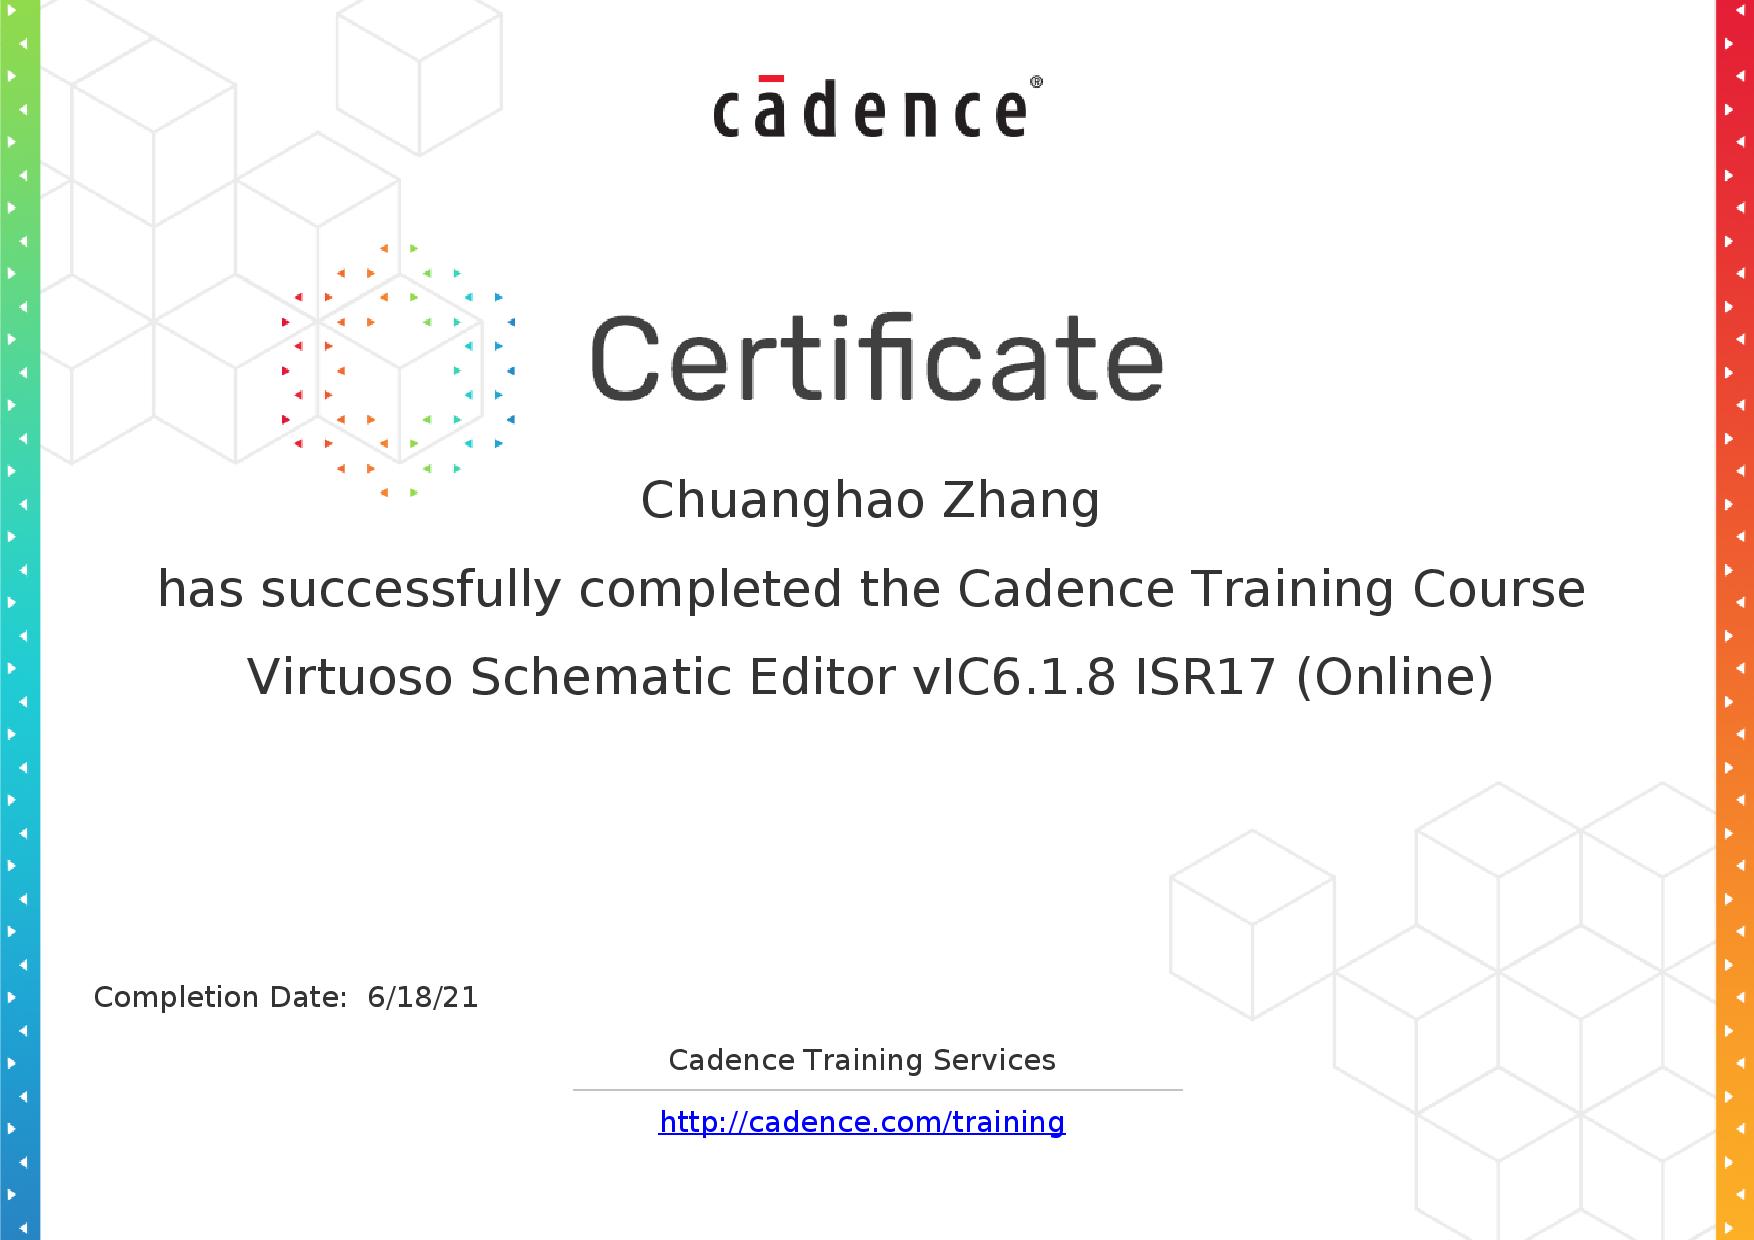 cādence®
Certificate
Chuanghao Zhang
has successfully completed the Cadence Training Course
Virtuoso Schematic Editor vIC6.1.8 ISR17 (Online)
Completion Date: 6/18/21
Cadence Training Services
http://cadence.com/training